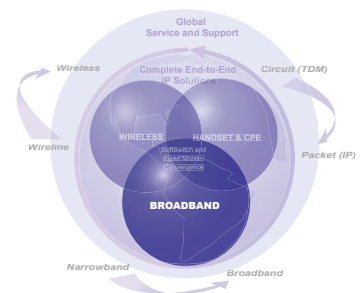 Global
Service and Support
Wireless
Complete End-to-End
IP Solutions
Circuit (TDM)
WIRELESS
HANDSET & CPE
Wireline
SoftSwitch and
Fixed Mobile
Convergence
Packet (IP)
BROADBAND
Narrowband
Broadband